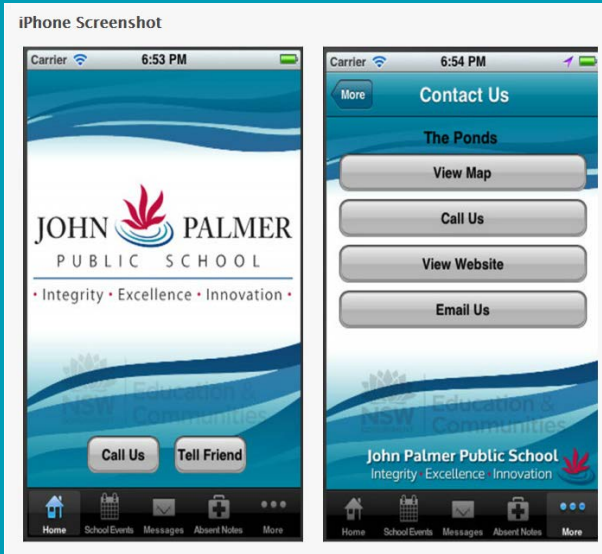 iPhone Screenshot
Carrier 6:53 PM
JOHN PALMER
PUBLIC SCHOOL
• Integrity • Excellence • Innovation •
NSW Education &
Communities
Call Us Tell Friend
Home School Events Messages Absent Notes More
Carrier 6:54 PM
More Contact Us
The Ponds
View Map
Call Us
View Website
Email Us
NSW Education &
Communities
John Palmer Public School
Integrity Excellence Innovation
Home School Events Messages Absent Notes More